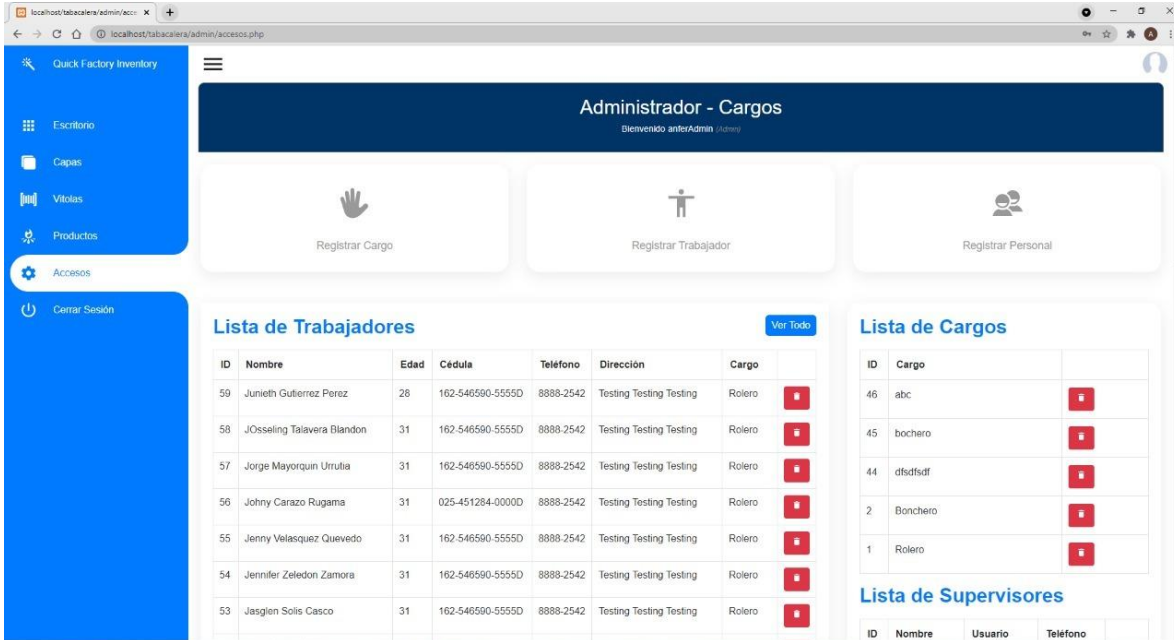 localhost/tabacalera/admin/acce
localhost/tabacalera/admin/accesos.php
A
Quick Factory Inventory
Escritorio
Capas
Vitolas
Productos
Accesos
Cerrar Sesión
Administrador - Cargos
Bienvenido anferAdmin (Admin)
Registrar Cargo
Registrar Trabajador
Registrar Personal
Lista de Trabajadores
Ver Todo
ID Nombre Edad Cédula Teléfono Dirección Cargo
59 Junieth Gutierrez Perez 28 162-546590-5555D 8888-2542 Testing Testing Testing Rolero
58 JOsseling Talavera Blandon 31 162-546590-5555D 8888-2542 Testing Testing Testing Rolero
57 Jorge Mayorquin Urrutia 31 162-546590-5555D 8888-2542 Testing Testing Testing Rolero
56 Johny Carazo Rugama 31 025-451284-0000D 8888-2542 Testing Testing Testing Rolero
55 Jenny Velasquez Quevedo 31 162-546590-5555D 8888-2542 Testing Testing Testing Rolero
54 Jennifer Zeledon Zamora 31 162-546590-5555D 8888-2542 Testing Testing Testing Rolero
53 Jasglen Solis Casco 31 162-546590-5555D 8888-2542 Testing Testing Testing Rolero
Lista de Cargos
ID Cargo
46 abc
45 bochero
44 dfsdfsdf
2 Bonchero
1 Rolero
Lista de Supervisores
ID Nombre Usuario Teléfono